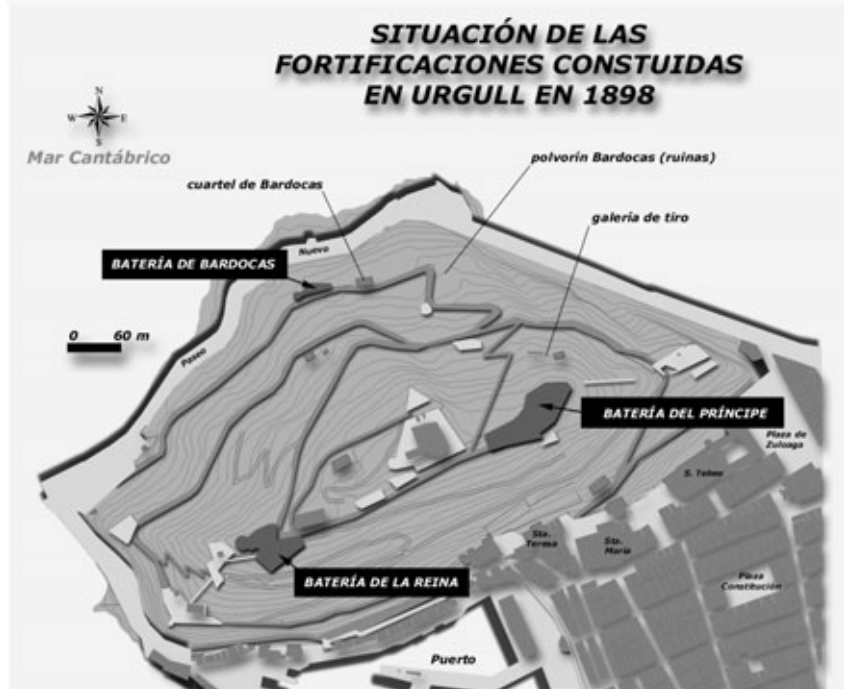 SITUACIÓN DE LAS
FORTIFICACIONES CONSTUIDAS
EN URGULL EN 1898
N
W E
S
Mar Cantábrico
polvorín Bardocas (ruinas)
cuartel de Bardocas
galería de tiro
Nuevo
BATERÍA DE BARDOCAS
0 60 m
Paseo
BATERÍA DEL PRÍNCIPE
Plaza de
Zuloaga
S. Telmo
Sta.
Teresa
Sta.
María
BATERÍA DE LA REINA
Plaza
Constitución
Puerto